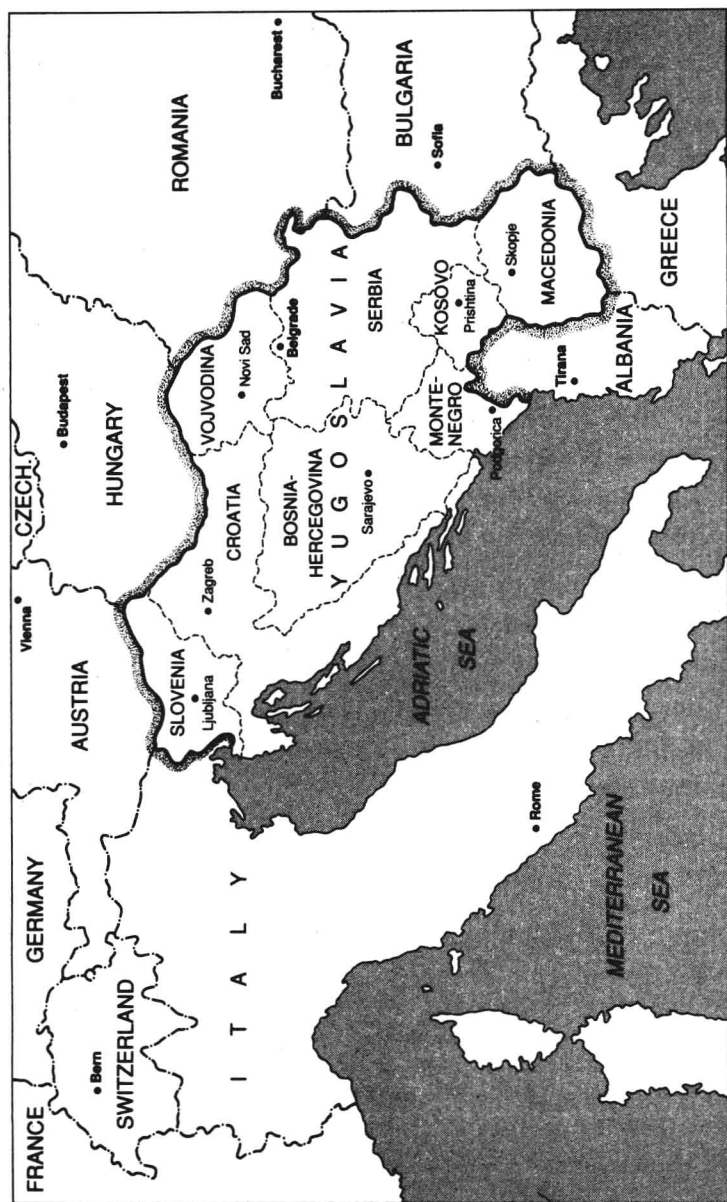 FRANCE
GERMANY
Vienna
CZECH.
Budapest
AUSTRIA
Bern
SWITZERLAND
HUNGARY
ROMANIA
SLOVENIA
Ljubljana
Zagreb
CROATIA
VOJVODINA
Novi Sad
Belgrade
Bucharest
ITALY
BOSNIA-
HERCEGOVINA
Sarajevo
YUGOSLAVIA
SERBIA
BULGARIA
Sofia
ADRIATIC
SEA
MONTE-
NEGRO
Podgorica
KOSOVO
Prishtina
Skopje
MACEDONIA
Rome
Tirana
ALBANIA
GREECE
MEDITERRANEAN
SEA